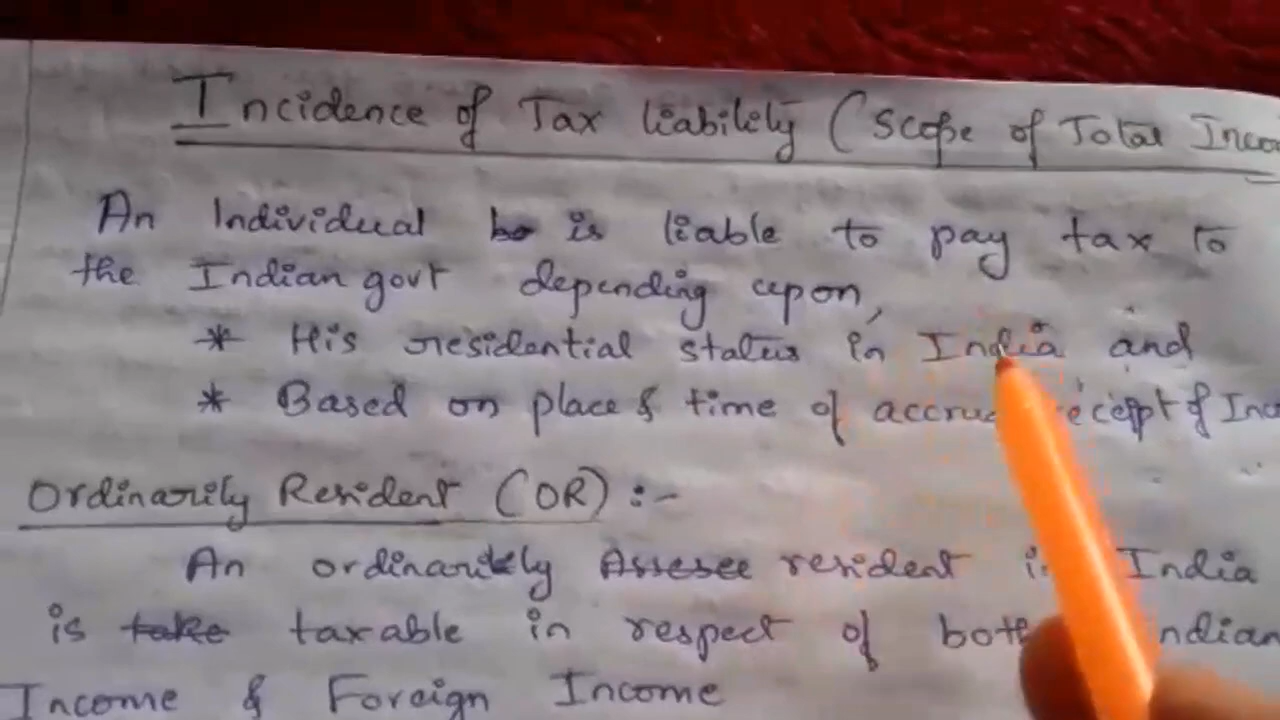 Incidence of Tax liability (Scope of Total
An Individual is liable to pay tax to
the Indian govt depending upon,
* His residential status in India and
* Based on place & time of of
Ordinarily Resident (OR) :-
An ordinarily Assesee resident India
is take taxable in respect of
Income & Foreign Income